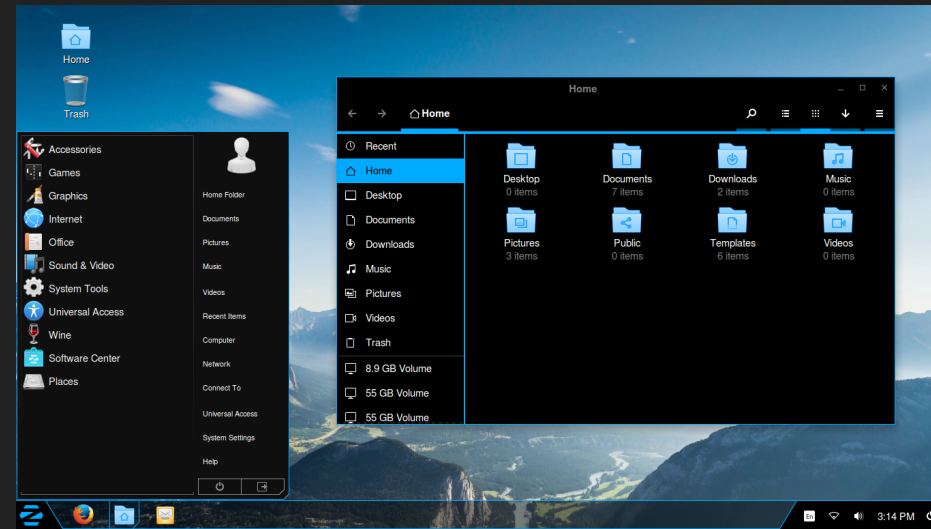 Home
Trash
Accessories
Games
Graphics
Internet
Office
Sound & Video
System Tools
Universal Access
Wine
Software Center
Places
Home Folder
Documents
Pictures
Music
Videos
Recent Items
Computer
Network
Connect To
Universal Access
System Settings
Help
Home
Home
Recent
Home
Desktop
Documents
Downloads
Music
Pictures
Videos
Trash
8.9 GB Volume
55 GB Volume
55 GB Volume
Desktop
0 items
Documents
7 items
Downloads
2 items
Music
0 items
Pictures
3 items
Public
0 items
Templates
6 items
Videos
0 items
En
3:14 PM